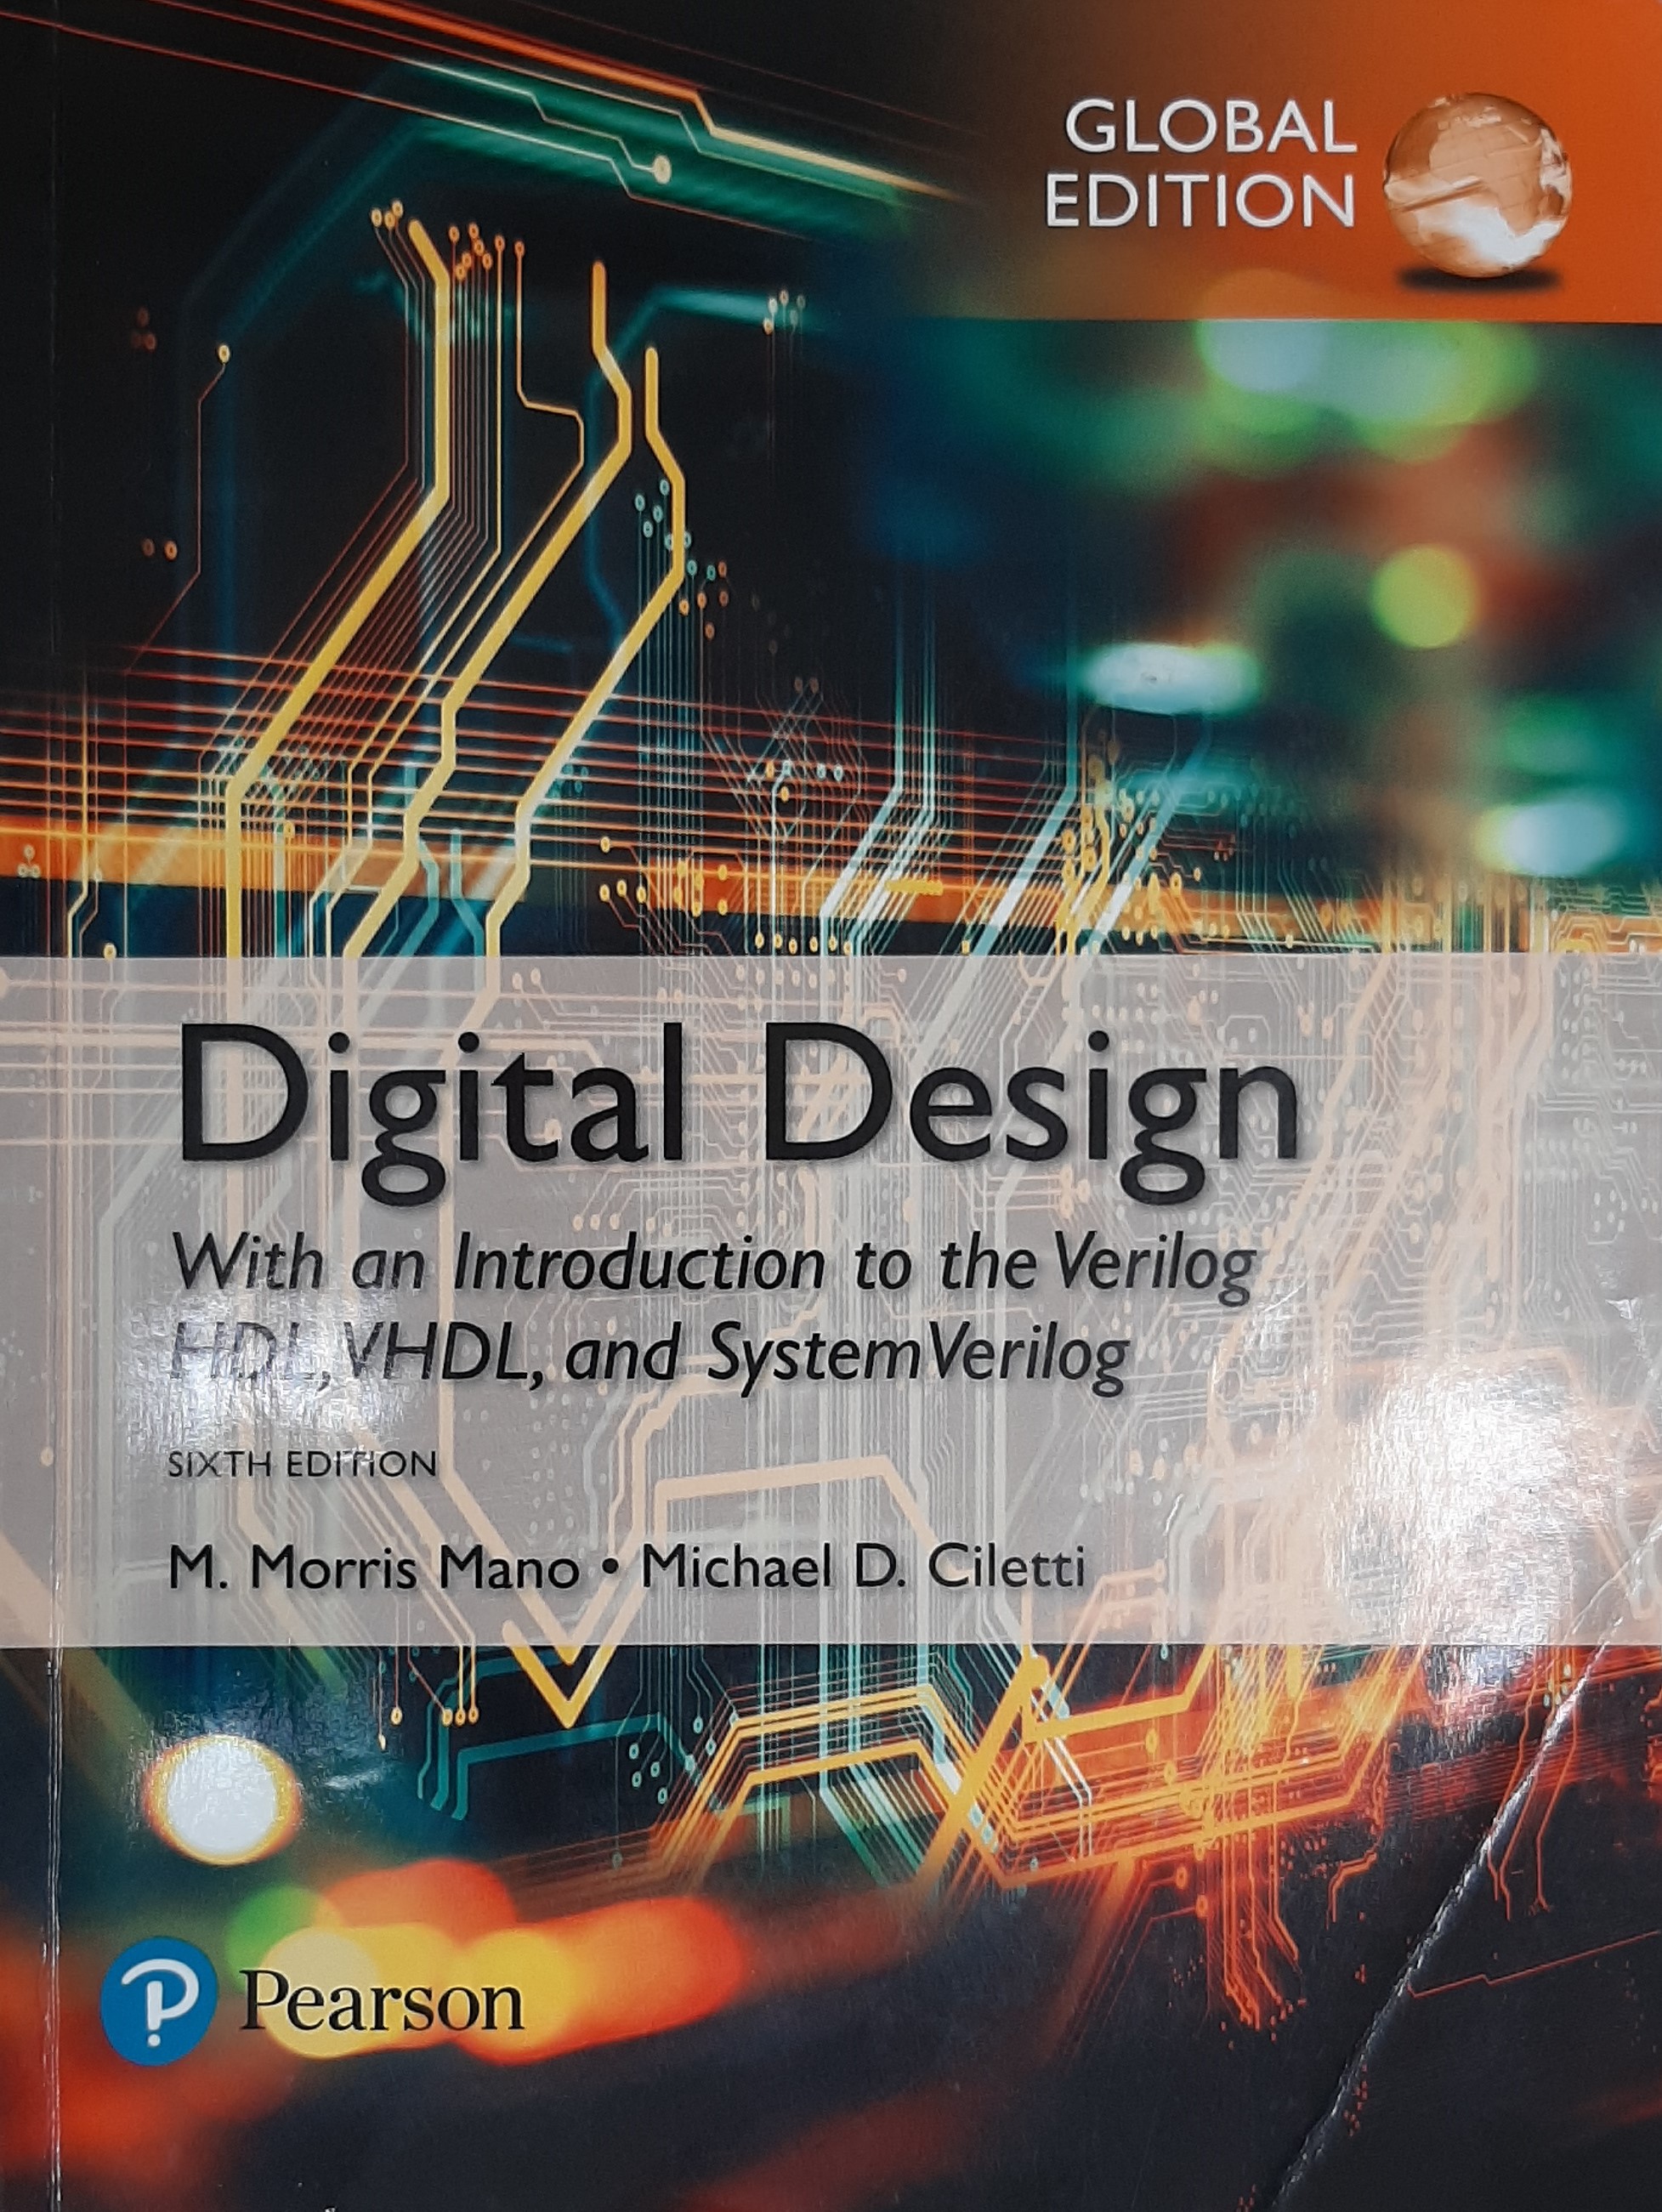 GLOBAL
EDITION
Digital Design
With an Introduction to the Verilog
HDL, VHDL, and SystemVerilog
SIXTH EDITION
M. Morris Mano • Michael D. Ciletti
Pearson